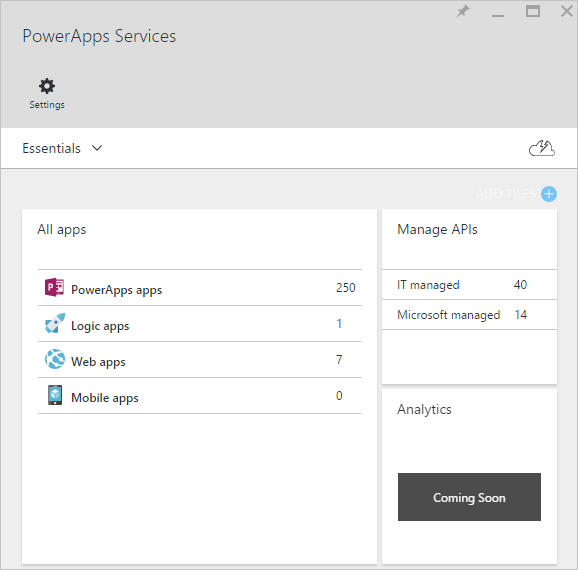 PowerApps Services
Settings
Essentials
ADD TILES
All apps
PowerApps apps 250
Logic apps 1
Web apps 7
Mobile apps 0
Manage APIs
IT managed 40
Microsoft managed 14
Analytics
Coming Soon